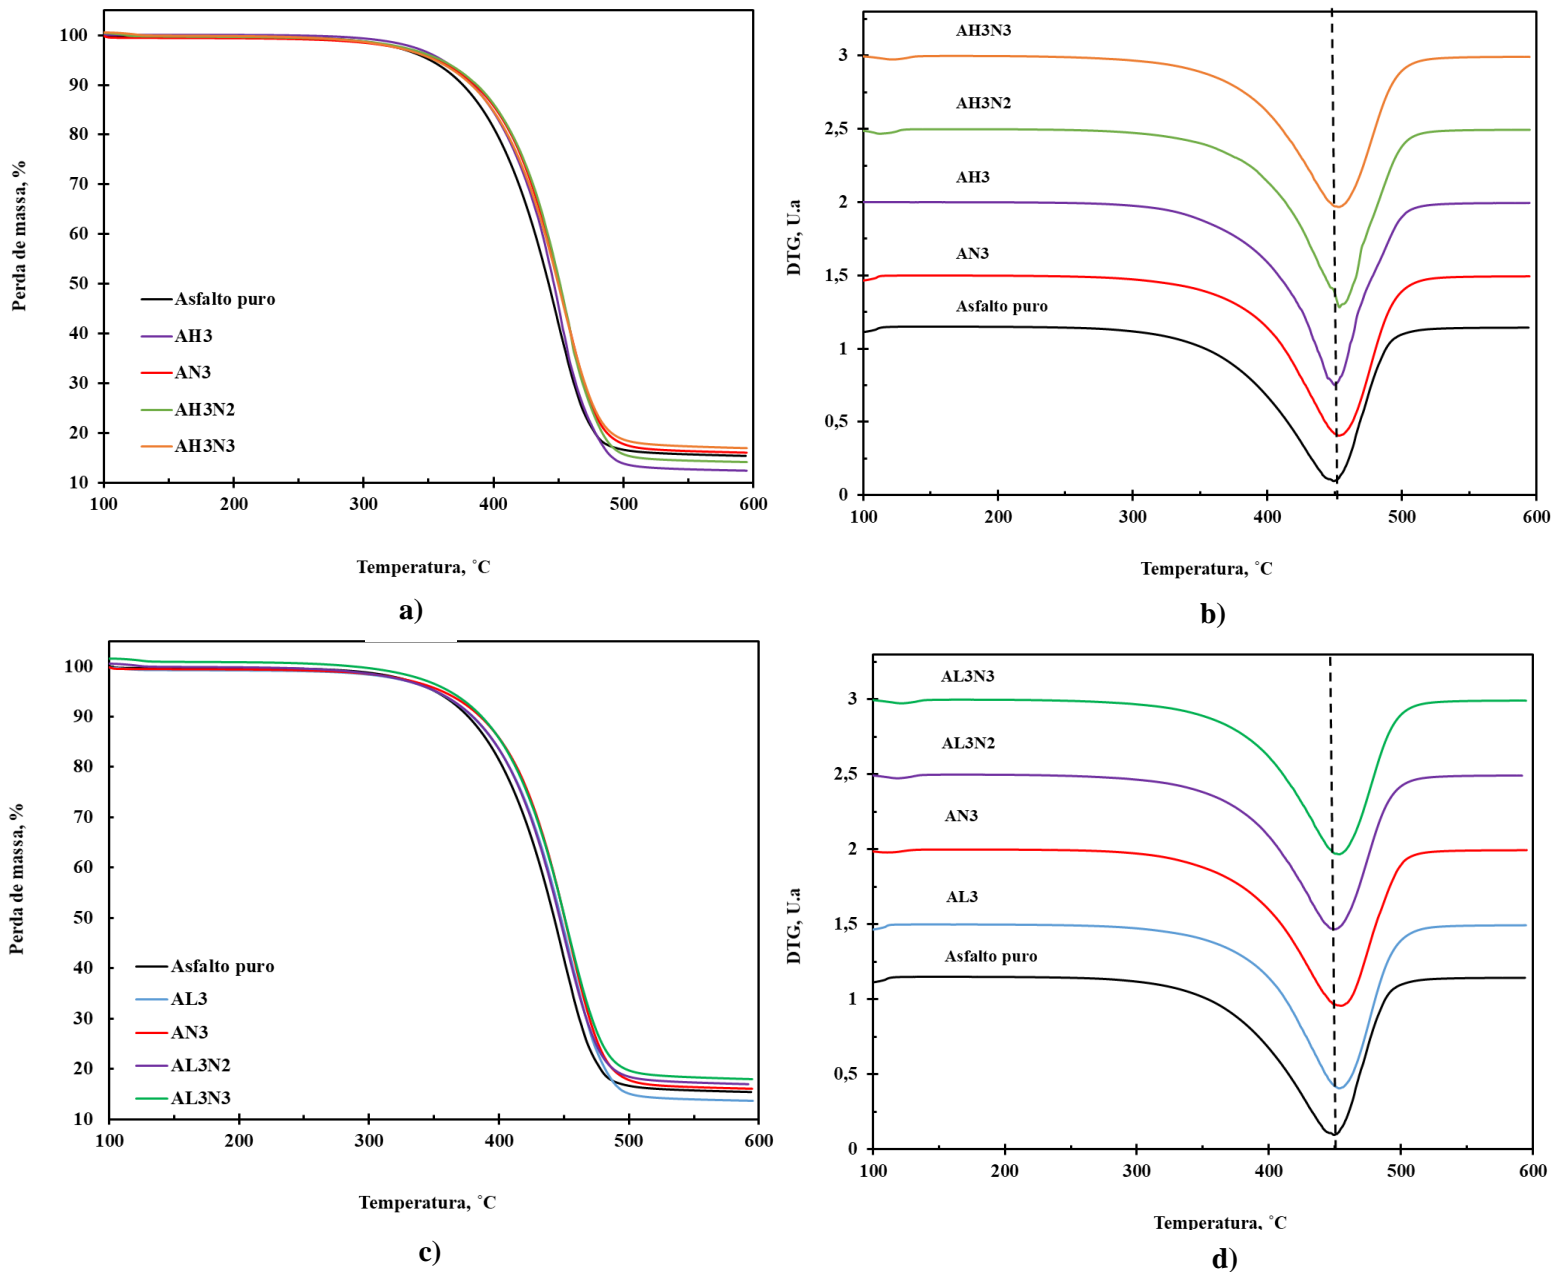 100
90
80
70
60
50
40
30
20
10
Perda de massa, %
Asfalto puro
AH3
AN3
AH3N2
AH3N3
100
200
300
400
500
600
Temperatura, ˚C
a)
3
2,5
2
1,5
1
0,5
0
DTG, U.a
AH3N3
AH3N2
AH3
AN3
Asfalto puro
100
200
300
400
500
600
Temperatura, ˚C
b)
100
90
80
70
60
50
40
30
20
10
Perda de massa, %
Asfalto puro
AL3
AN3
AL3N2
AL3N3
100
200
300
400
500
600
Temperatura, ˚C
c)
3
2,5
2
1,5
1
0,5
0
DTG, U.a
AL3N3
AL3N2
AN3
AL3
Asfalto puro
100
200
300
400
500
600
Temperatura, ˚C
d)